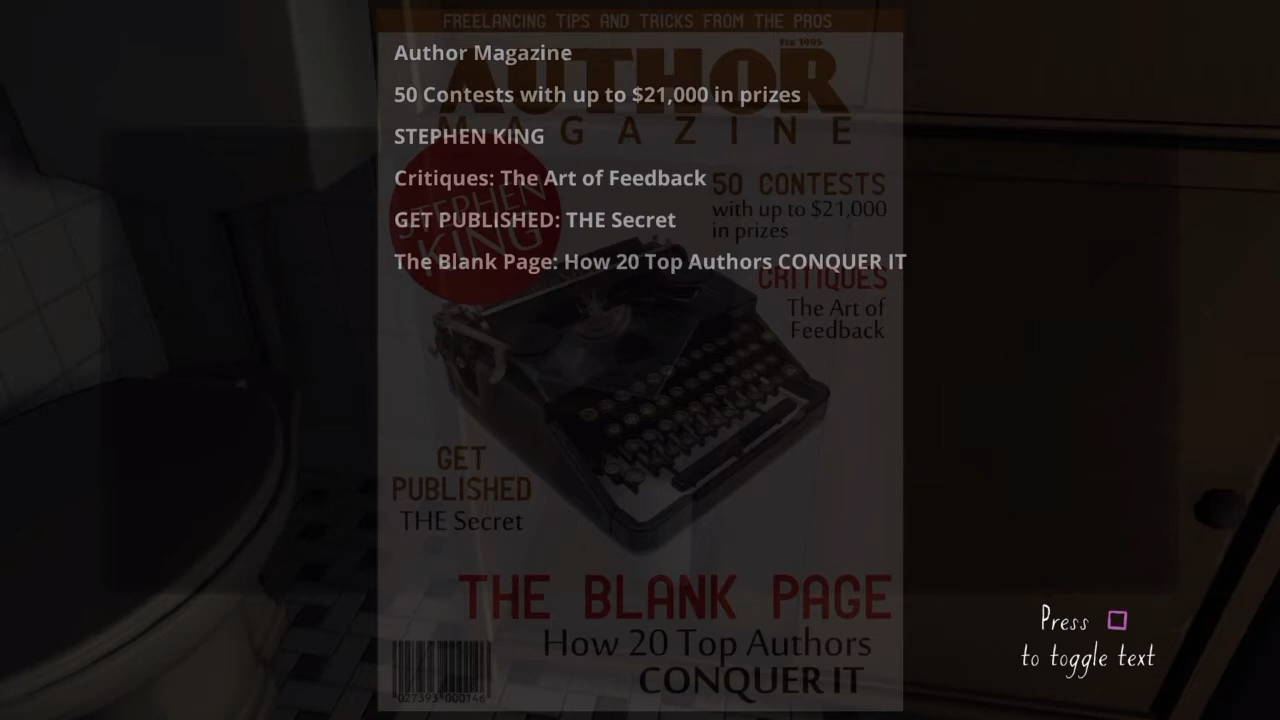 FREELANCING TIPS AND TRICKS FROM THE PROS
Feb 1995
AUTHOR
MAGAZINE
Author Magazine
50 Contests with up to $21,000 in prizes
STEPHEN KING
Critiques: The Art of Feedback
GET PUBLISHED: THE Secret
The Blank Page: How 20 Top Authors CONQUER IT
STEPHEN
KING
50 CONTESTS
with up to $21,000
in prizes
CRITIQUES
The Art of
Feedback
GET
PUBLISHED
THE Secret
THE BLANK PAGE
How 20 Top Authors
CONQUER IT
027393 000146
Press
to toggle text